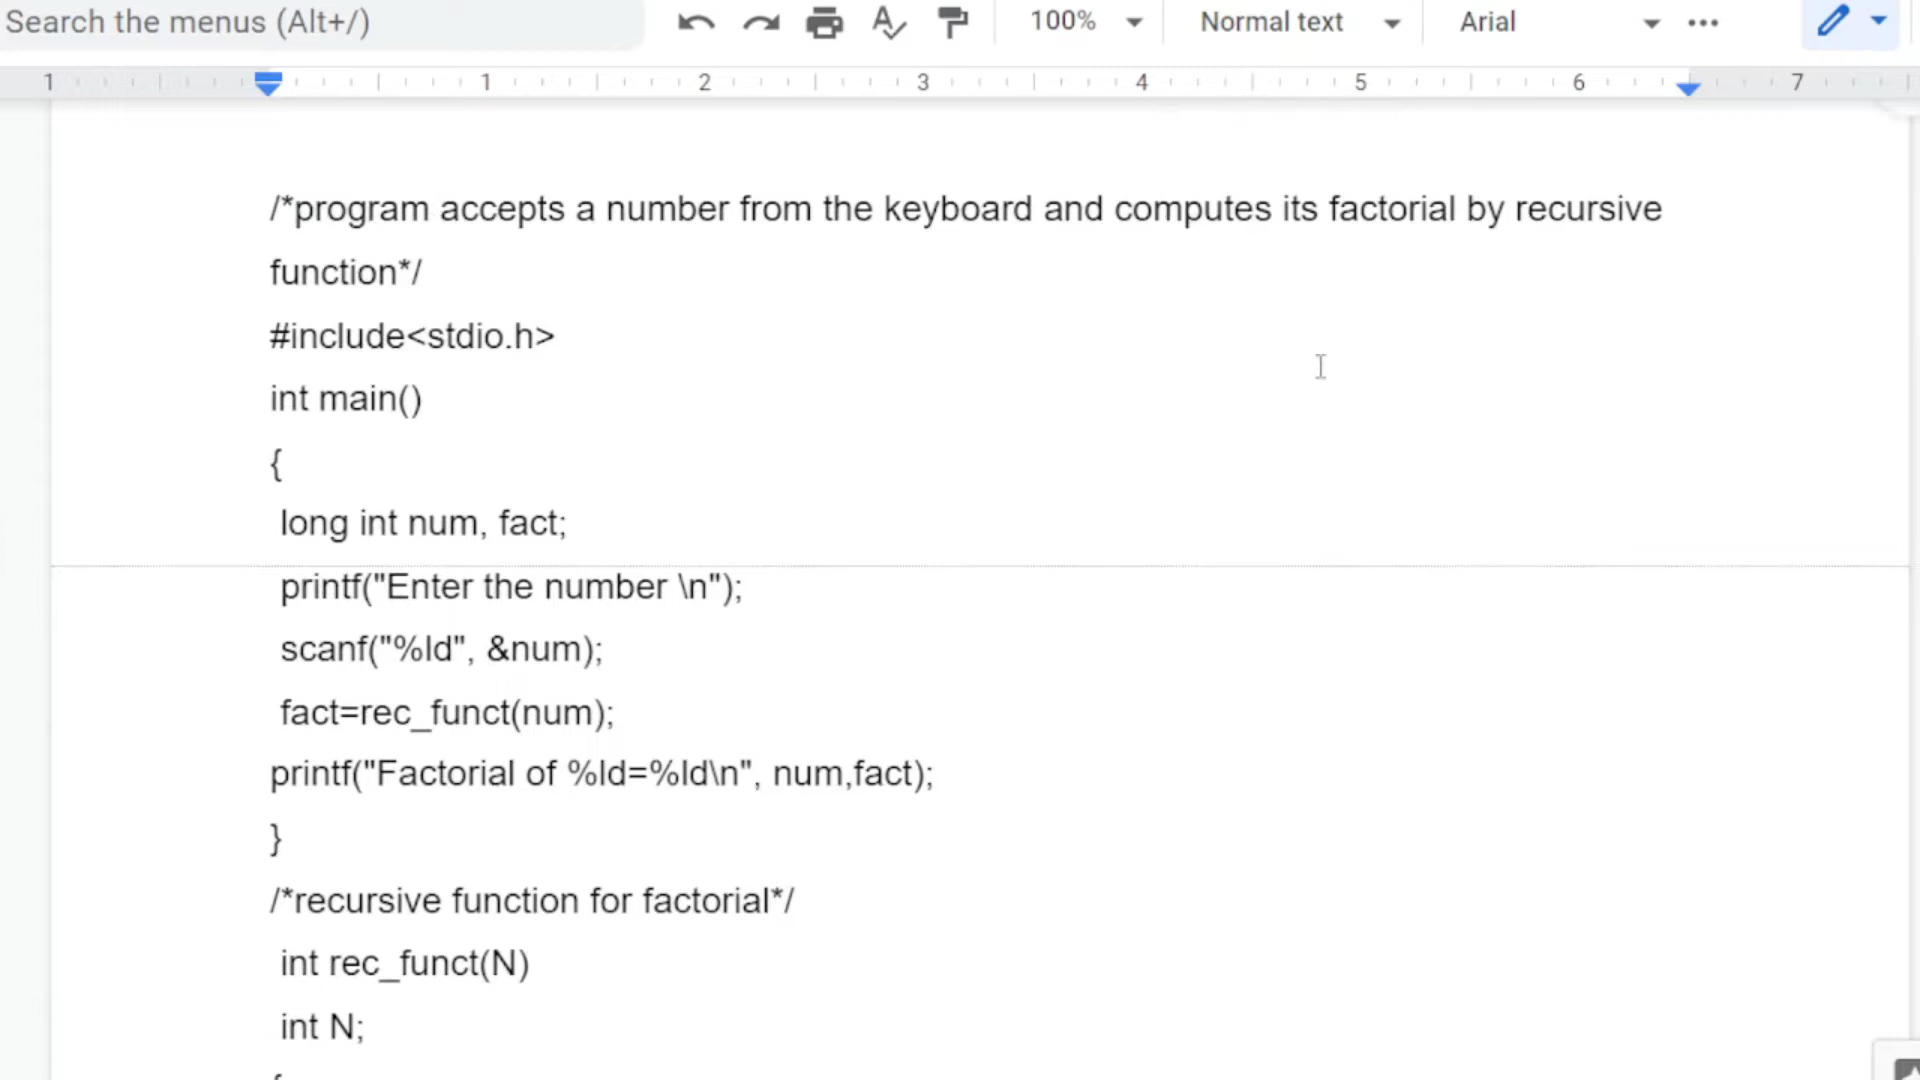 Search the menus (Alt+/) 100% Normal text Arial
1 1 2 3 4 5 6 7
/*program accepts a number from the keyboard and computes its factorial by recursive
function*/
#include<stdio.h>
int main()
{
long int num, fact;
printf("Enter the number \n");
scanf("%ld", &num);
fact=rec_funct(num);
printf("Factorial of %ld=%ld\n", num,fact);
}
/*recursive function for factorial*/
int rec_funct(N)
int N;